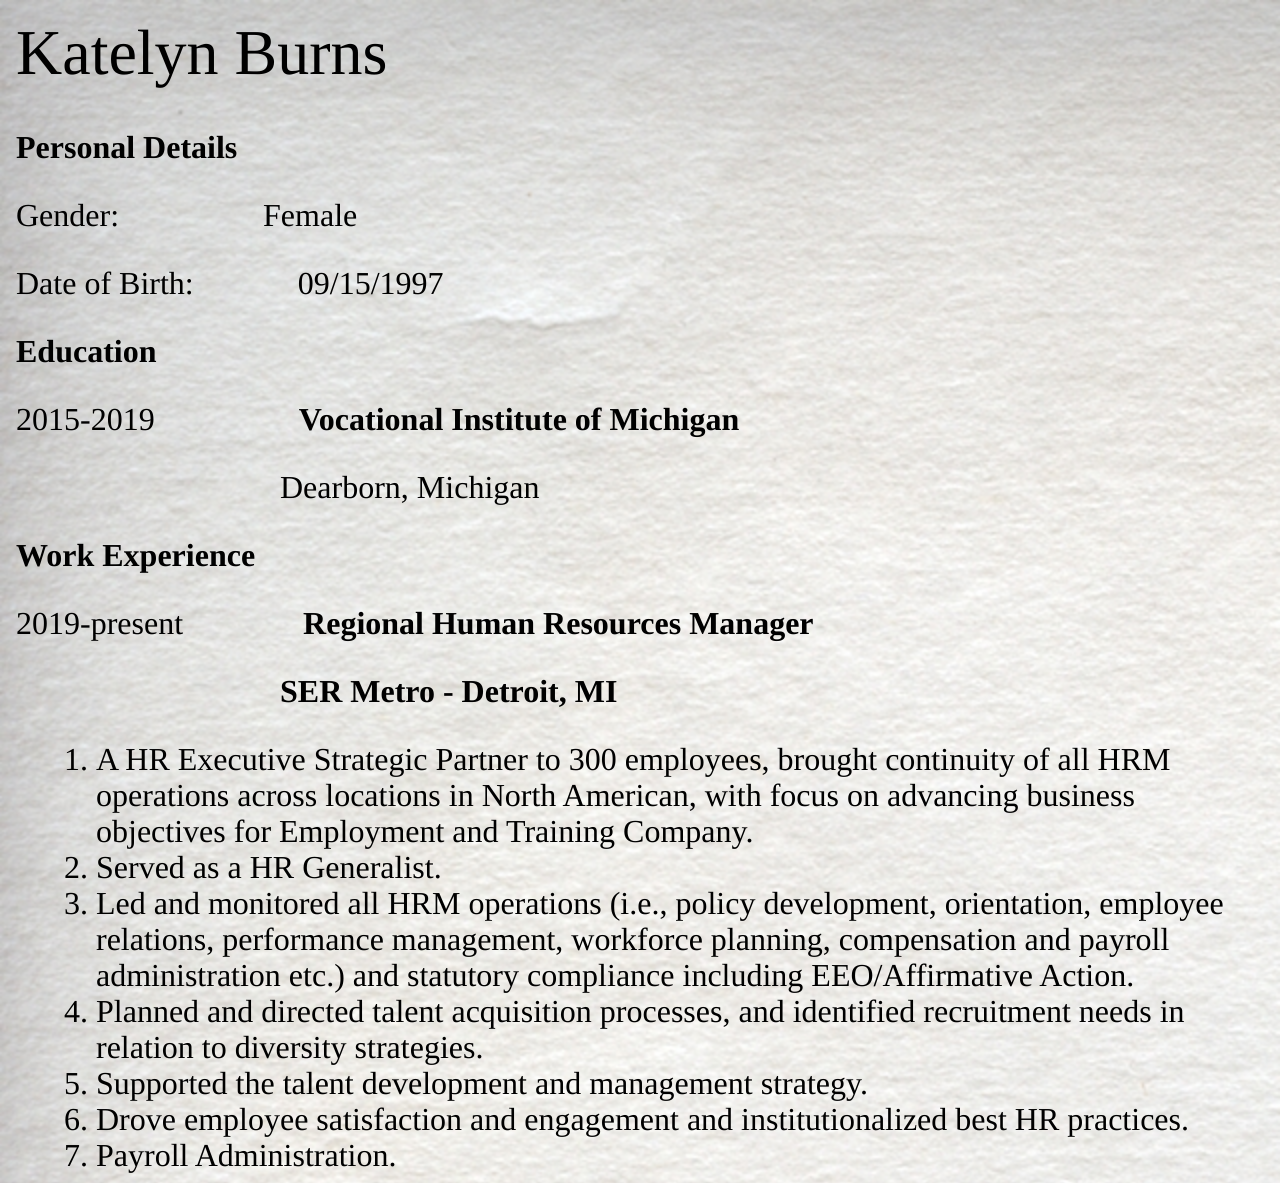 Katelyn Burns
Personal Details
Gender: Female
Date of Birth: 09/15/1997
Education
2015-2019 Vocational Institute of Michigan
Dearborn, Michigan
Work Experience
2019-present Regional Human Resources Manager
SER Metro - Detroit, MI
1. A HR Executive Strategic Partner to 300 employees, brought continuity of all HRM
operations across locations in North American, with focus on advancing business
objectives for Employment and Training Company.
2. Served as a HR Generalist.
3. Led and monitored all HRM operations (i.e., policy development, orientation, employee
relations, performance management, workforce planning, compensation and payroll
administration etc.) and statutory compliance including EEO/Affirmative Action.
4. Planned and directed talent acquisition processes, and identified recruitment needs in
relation to diversity strategies.
5. Supported the talent development and management strategy.
6. Drove employee satisfaction and engagement and institutionalized best HR practices.
7. Payroll Administration.